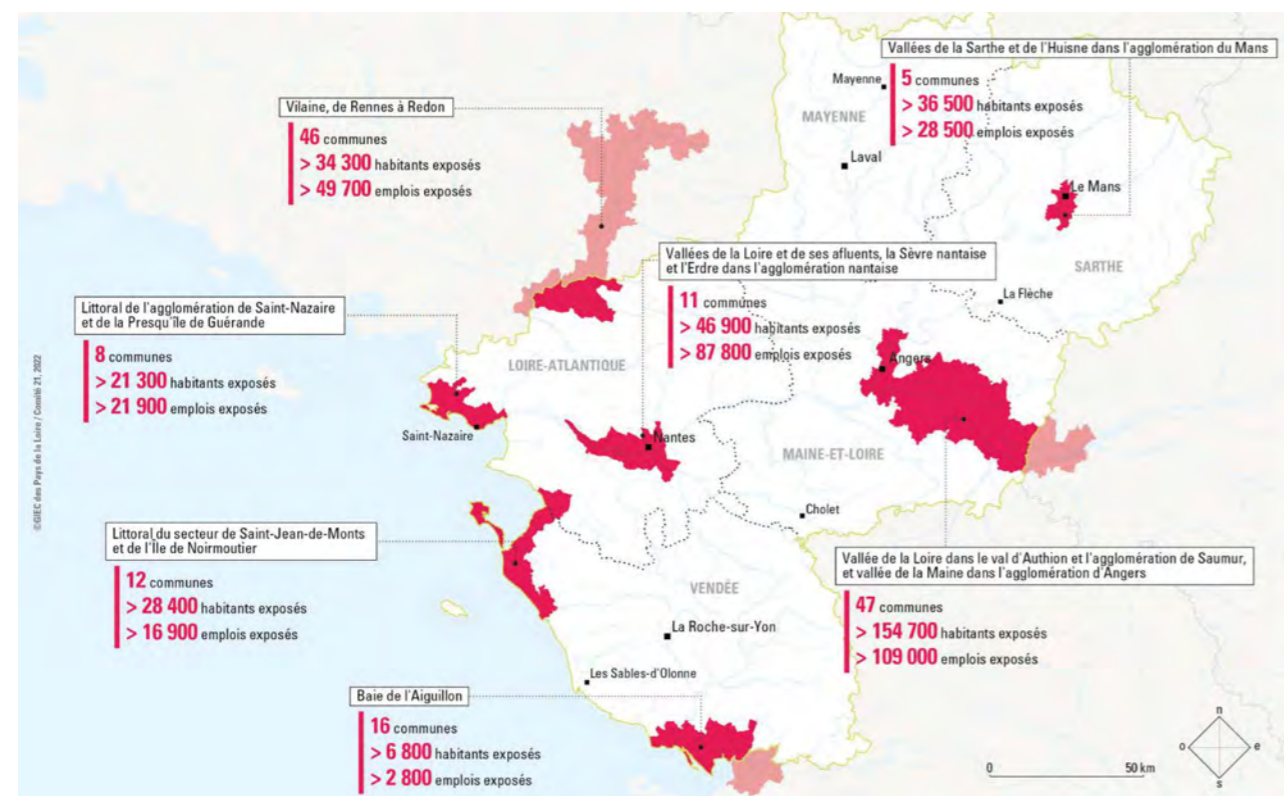 Vallées de la Sarthe et de l'Huisne dans l'agglomération du Mans
5 communes
> 36 500 habitants exposés
> 28 500 emplois exposés
Mayenne
MAYENNE
Laval
Le Mans
SARTHE
La Flèche
Vilaine, de Rennes à Redon
46 communes
> 34 300 habitants exposés
> 49 700 emplois exposés
Vallées de la Loire et de ses afluents, la Sèvre nantaise
et l'Erdre dans l'agglomération nantaise
11 communes
> 46 900 habitants exposés
> 87 800 emplois exposés
Littoral de l'agglomération de Saint-Nazaire
et de la Presqu'île de Guérande
8 communes
> 21 300 habitants exposés
> 21 900 emplois exposés
LOIRE-ATLANTIQUE
Angers
Saint-Nazaire
Nantes
MAINE-ET-LOIRE
Cholet
©GIEC des Pays de la Loire / Comité 21, 2022
Littoral du secteur de Saint-Jean-de-Monts
et de l'Île de Noirmoutier
12 communes
> 28 400 habitants exposés
> 16 900 emplois exposés
Vallée de la Loire dans le val d'Authion et l'agglomération de Saumur,
et vallée de la Maine dans l'agglomération d'Angers
47 communes
> 154 700 habitants exposés
> 109 000 emplois exposés
VENDÉE
La Roche-sur-Yon
Les Sables-d'Olonne
Baie de l'Aiguillon
16 communes
> 6 800 habitants exposés
> 2 800 emplois exposés
0
50 km
n
o
e
s